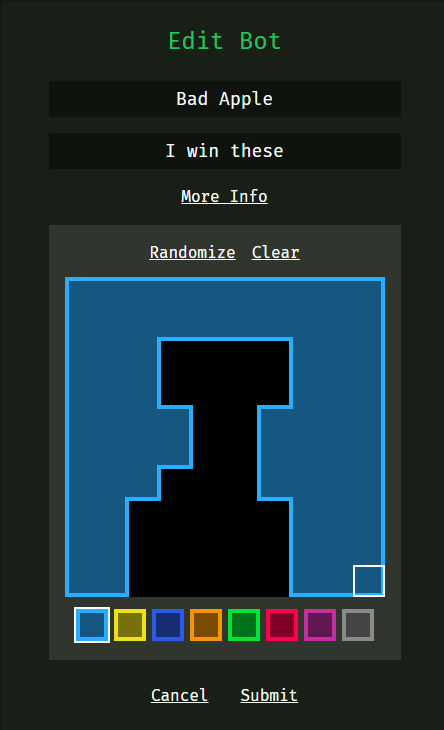 Edit Bot
Bad Apple
I win these
More Info
Randomize Clear
Cancel Submit